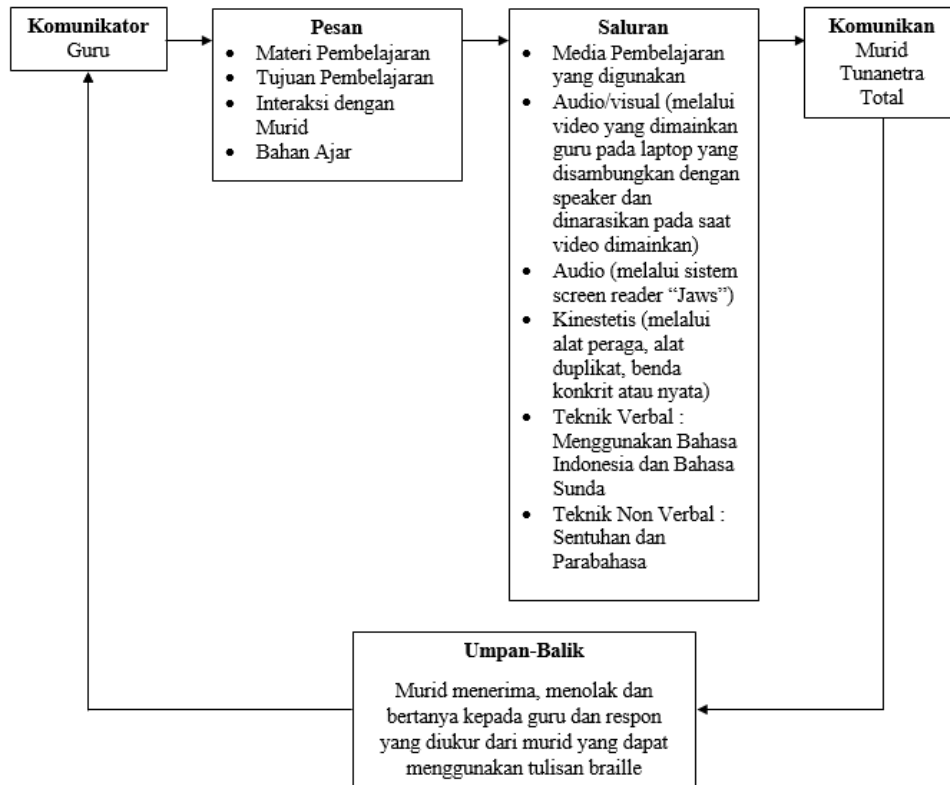 Komunikator
Guru
Pesan
• Materi Pembelajaran
• Tujuan Pembelajaran
• Interaksi dengan
Murid
• Bahan Ajar
Saluran
• Media Pembelajaran
yang digunakan
• Audio/visual (melalui
video yang dimainkan
guru pada laptop yang
disambungkan dengan
speaker dan
dinarasikan pada saat
video dimainkan)
• Audio (melalui sistem
screen reader “Jaws”)
• Kinestetis (melalui
alat peraga, alat
duplikat, benda
konkrit atau nyata)
• Teknik Verbal :
Menggunakan Bahasa
Indonesia dan Bahasa
Sunda
• Teknik Non Verbal :
Sentuhan dan
Parabahasa
Komunikan
Murid
Tunanetra
Total
Umpan-Balik
Murid menerima, menolak dan
bertanya kepada guru dan respon
yang diukur dari murid yang dapat
menggunakan tulisan braille